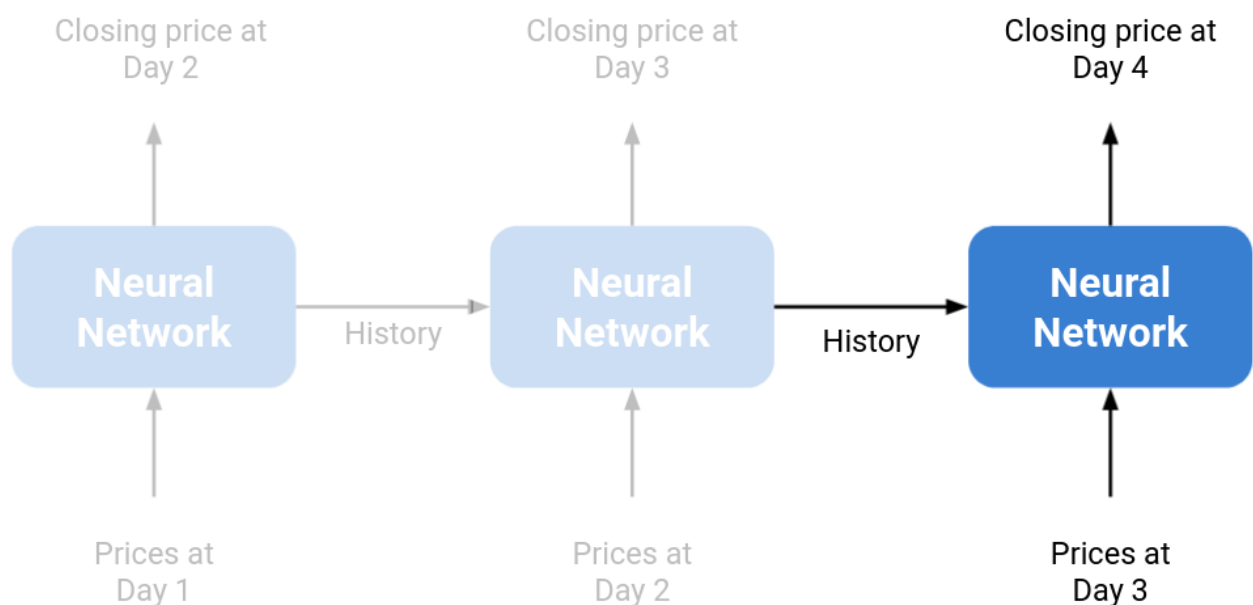 Closing price at
Day 2
Closing price at
Day 3
Closing price at
Day 4
Neural
Network
History
Neural
Network
History
Neural
Network
Prices at
Day 1
Prices at
Day 2
Prices at
Day 3